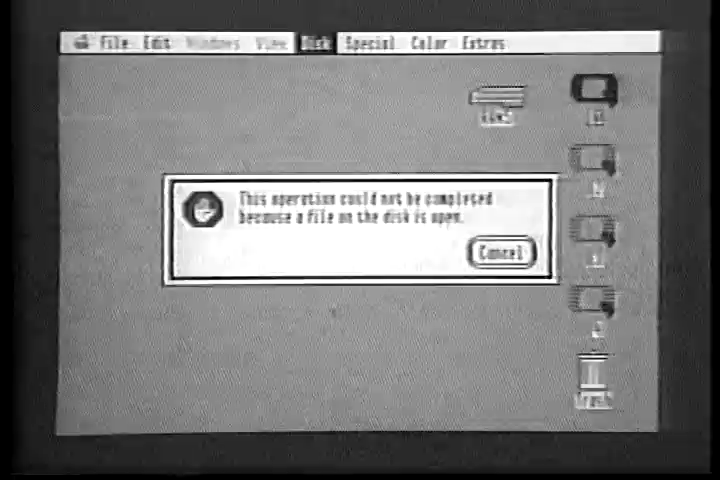 File Edit Windows View Disk Special Color Extras
This operation could not be completed
because a file on the disk is open.
Cancel
Trash